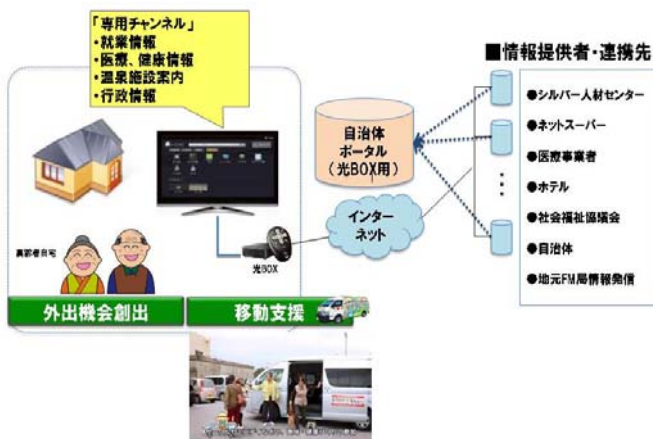 「専用チャンネル」
・就業情報
・医療、健康情報
・温泉施設案内
・行政情報
■情報提供者・連携先
●シルバー人材センター
●ネットスーパー
●医療事業者
●ホテル
●社会福祉協議会
●自治体
●地元FM局情報発信
自治体
ポータル
(光BOX用)
インター
ネット
高齢者自宅
光BOX
外出機会創出
移動支援